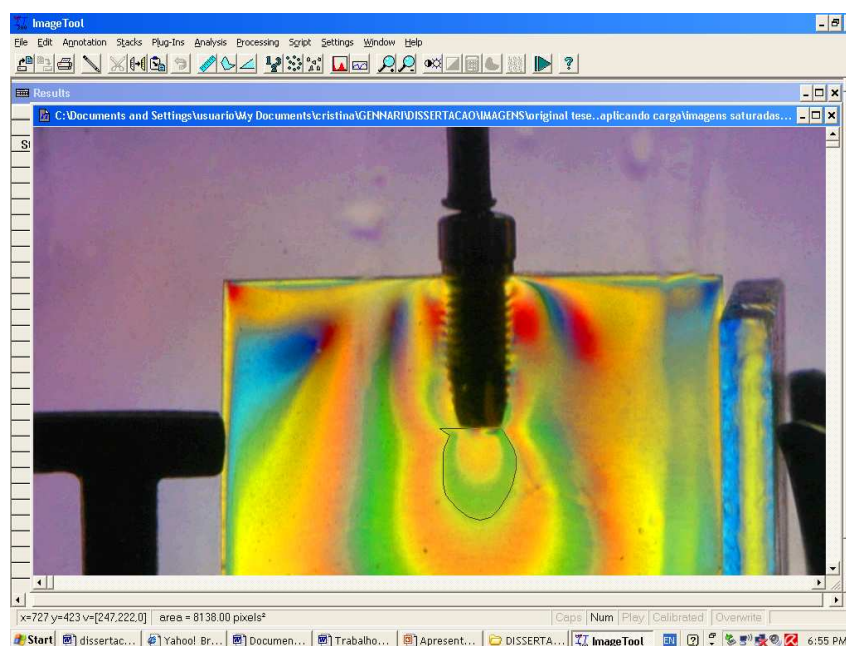 ImageTool
File Edit Annotation Stacks Plug-Ins Analysis Processing Script Settings Window Help
Results
C:\Documents and Settings\usuario\My Documents\cristina\GENNARI\DISSERTACAO\IMAGENS\original tese..aplicando carga\imagens saturadas...
St
x=727 y=423 v=[247,222,0] area = 8138.00 pixels²
Caps Num Play Calibrated Overwrite
Start dissertac... Yahoo! Br... Documen... Trabalho... Apresent... DISSERTA... ImageTool EN 6:55 PM